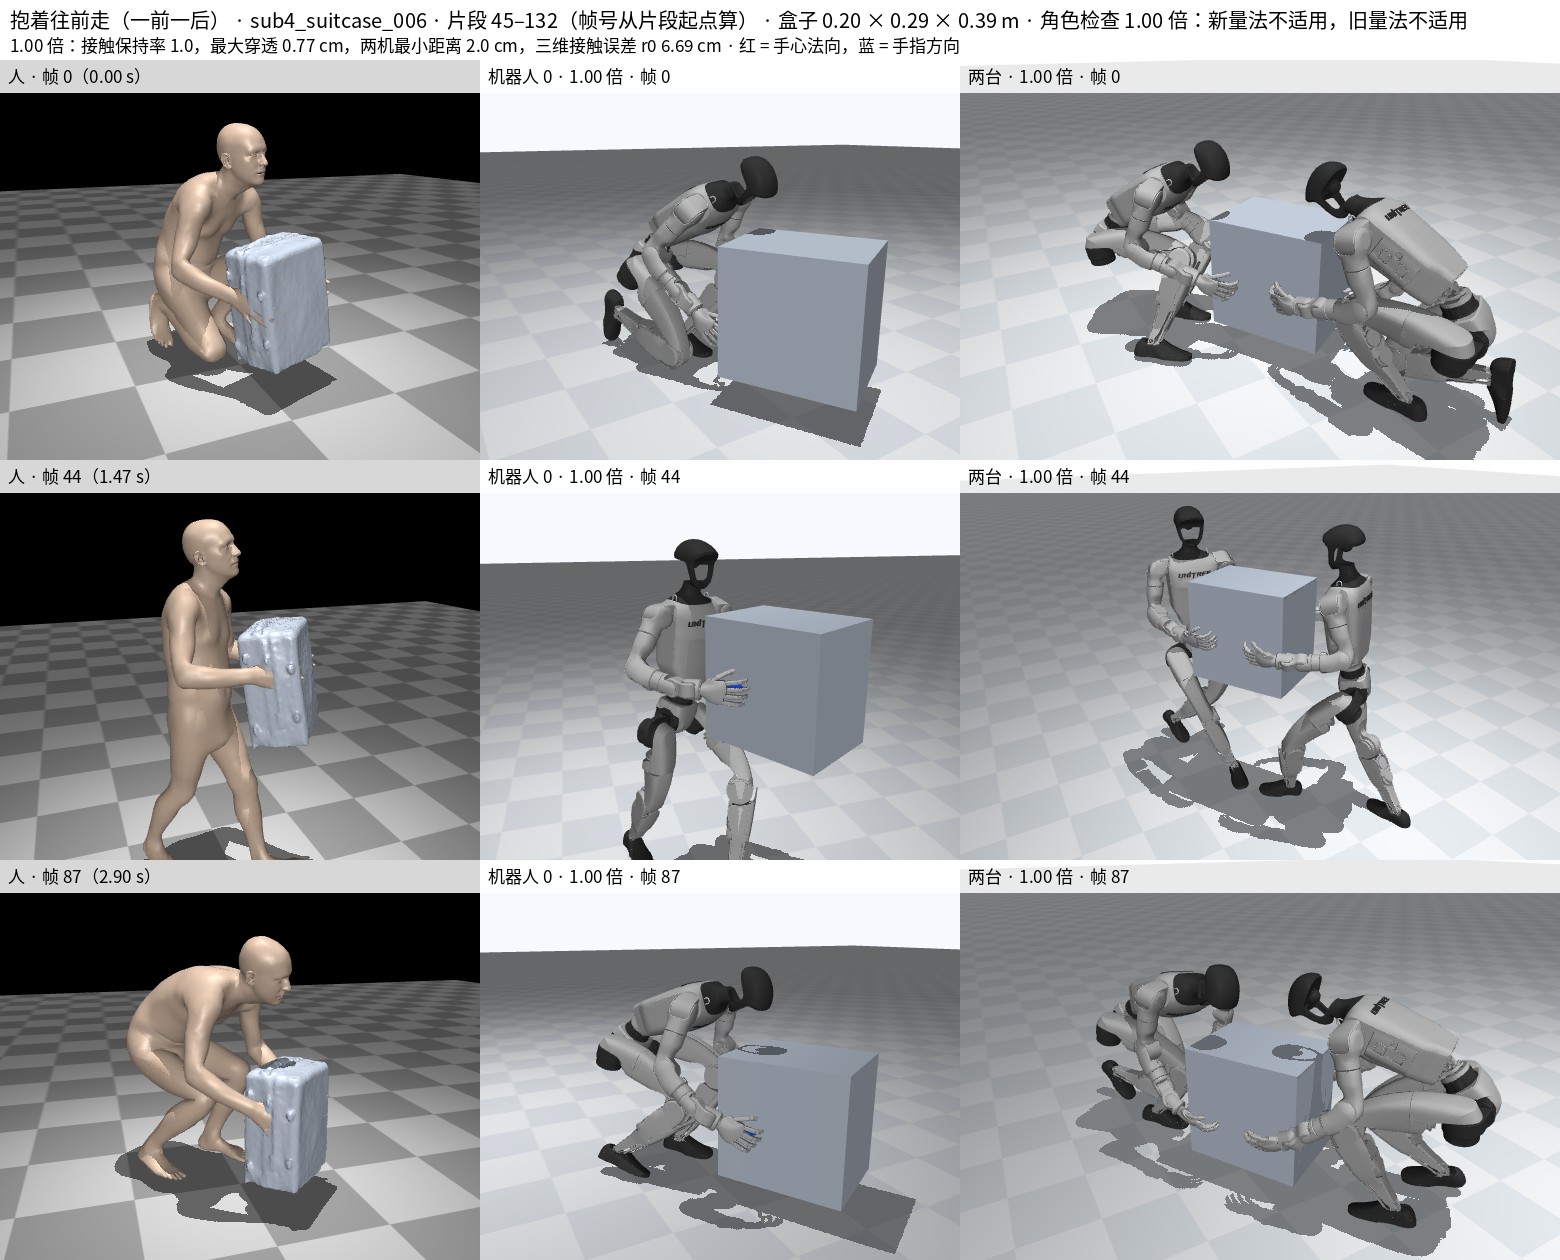 抱着往前走（一前一后） · sub4_suitcase_006 · 片段 45–132（帧号从片段起点算） · 盒子 0.20 × 0.29 × 0.39 m · 角色检查 1.00 倍：新量法不适用，旧量法不适用
1.00 倍：接触保持率 1.0，最大穿透 0.77 cm，两机最小距离 2.0 cm，三维接触误差 r0 6.69 cm · 红 = 手心法向，蓝 = 手指方向
人 · 帧 0（0.00 s）
机器人 0 · 1.00 倍 · 帧 0
两台 · 1.00 倍 · 帧 0
人 · 帧 44（1.47 s）
机器人 0 · 1.00 倍 · 帧 44
两台 · 1.00 倍 · 帧 44
人 · 帧 87（2.90 s）
机器人 0 · 1.00 倍 · 帧 87
两台 · 1.00 倍 · 帧 87